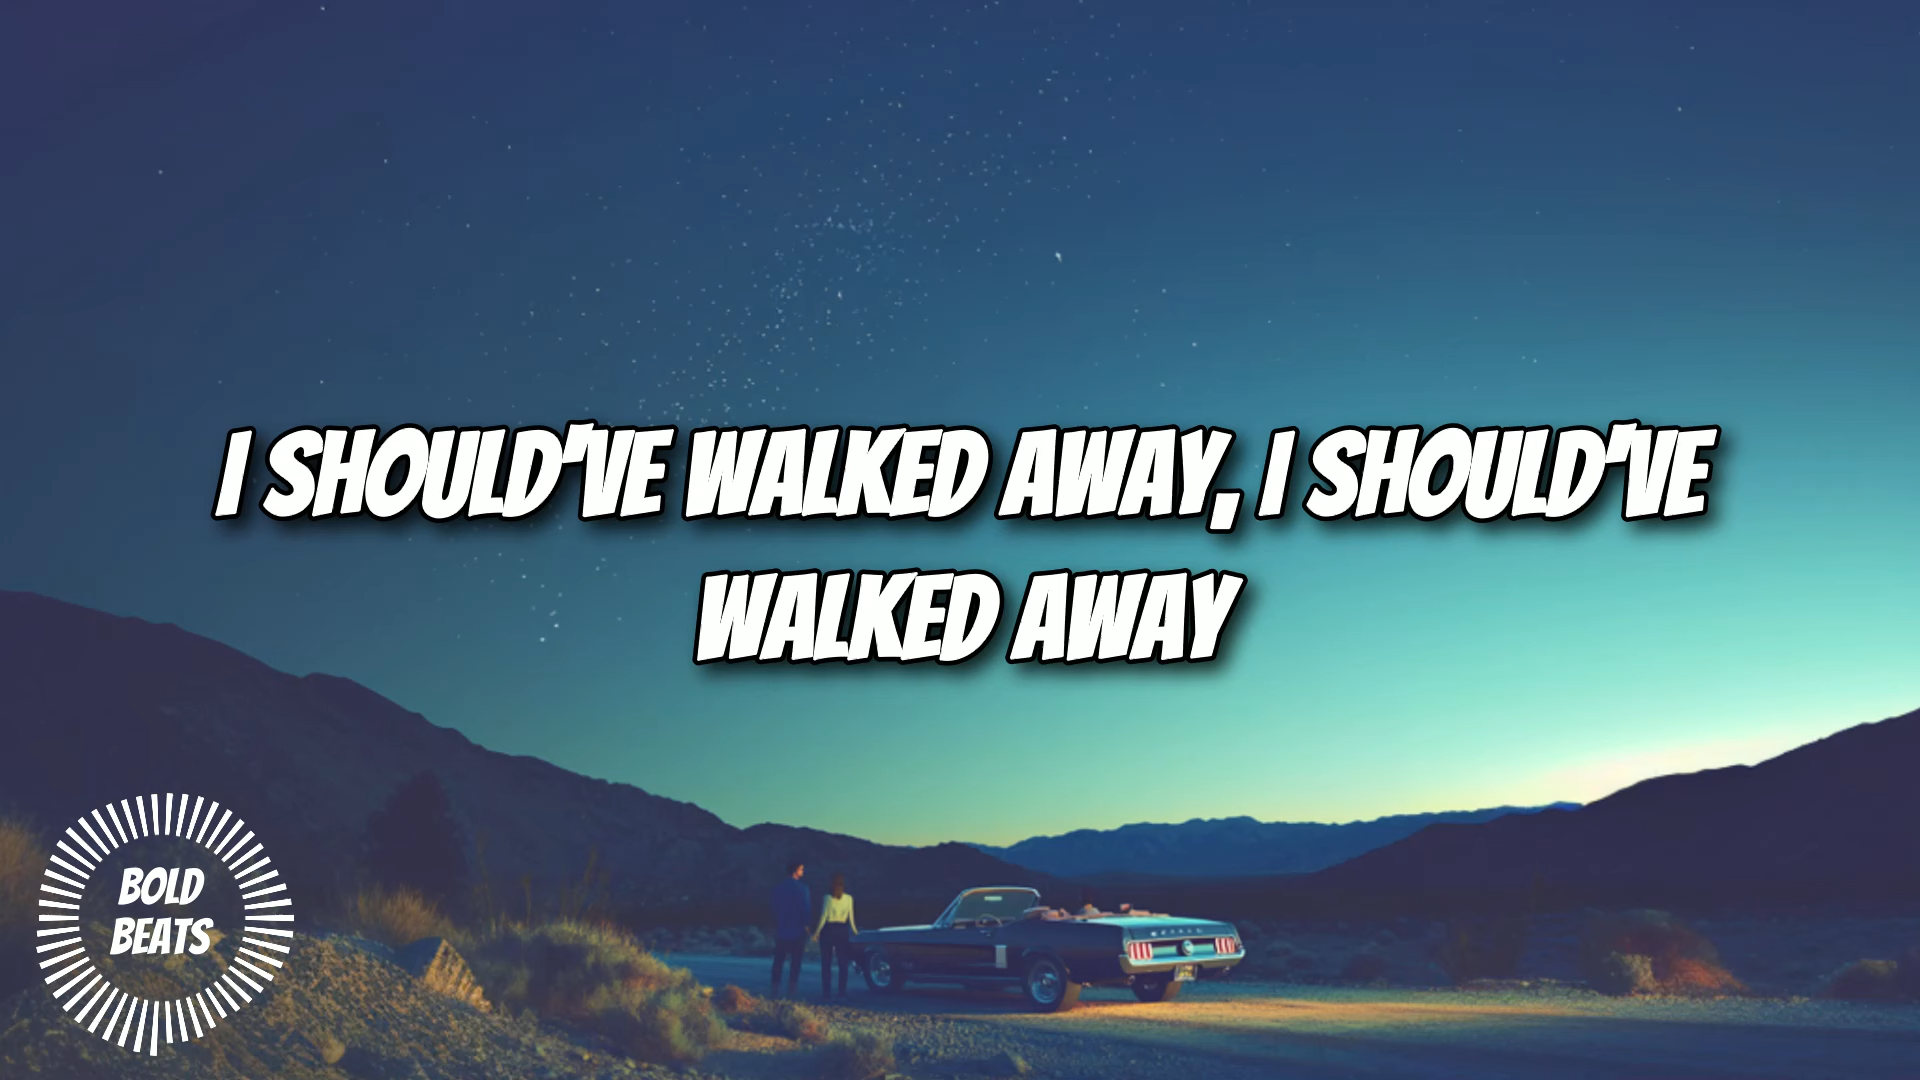 I SHOULD'VE WALKED AWAY, I SHOULD'VE
WALKED AWAY
BOLD
BEATS